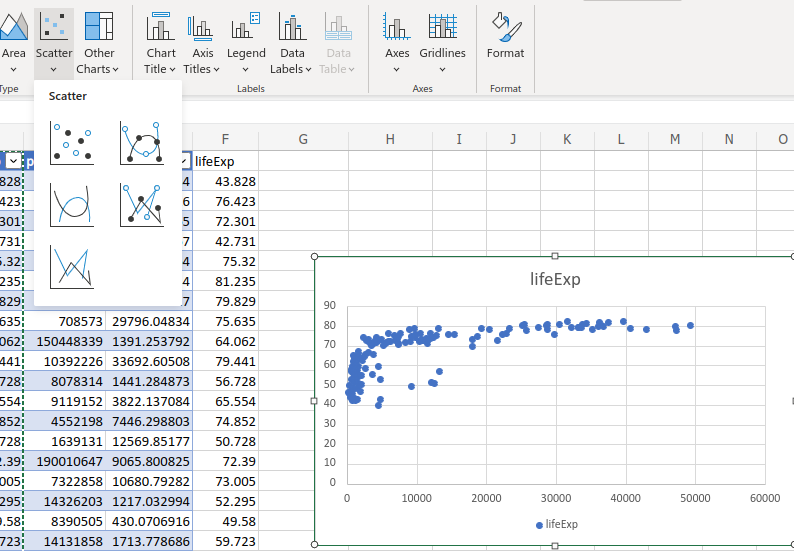 Area Scatter Other Charts Chart Title Axis Titles Legend Data Labels Data Table Axes Gridlines Format
Type Labels Axes Format
Scatter
F G H I J K L M N O
p lifeExp
828 4 43.828
423 6 76.423
301 5 72.301
731 7 42.731
5.32 4 75.32
235 4 81.235
829 7 79.829
635 708573 29796.04834 75.635
062 150448339 1391.253792 64.062
441 10392226 33692.60508 79.441
728 8078314 1441.284873 56.728
554 9119152 3822.137084 65.554
852 4552198 7446.298803 74.852
728 1639131 12569.85177 50.728
2.39 190010647 9065.800825 72.39
005 7322858 10680.79282 73.005
295 14326203 1217.032994 52.295
9.58 8390505 430.0706916 49.58
723 14131858 1713.778686 59.723
lifeExp
90
80
70
60
50
40
30
20
10
0
0 10000 20000 30000 40000 50000 60000
lifeExp